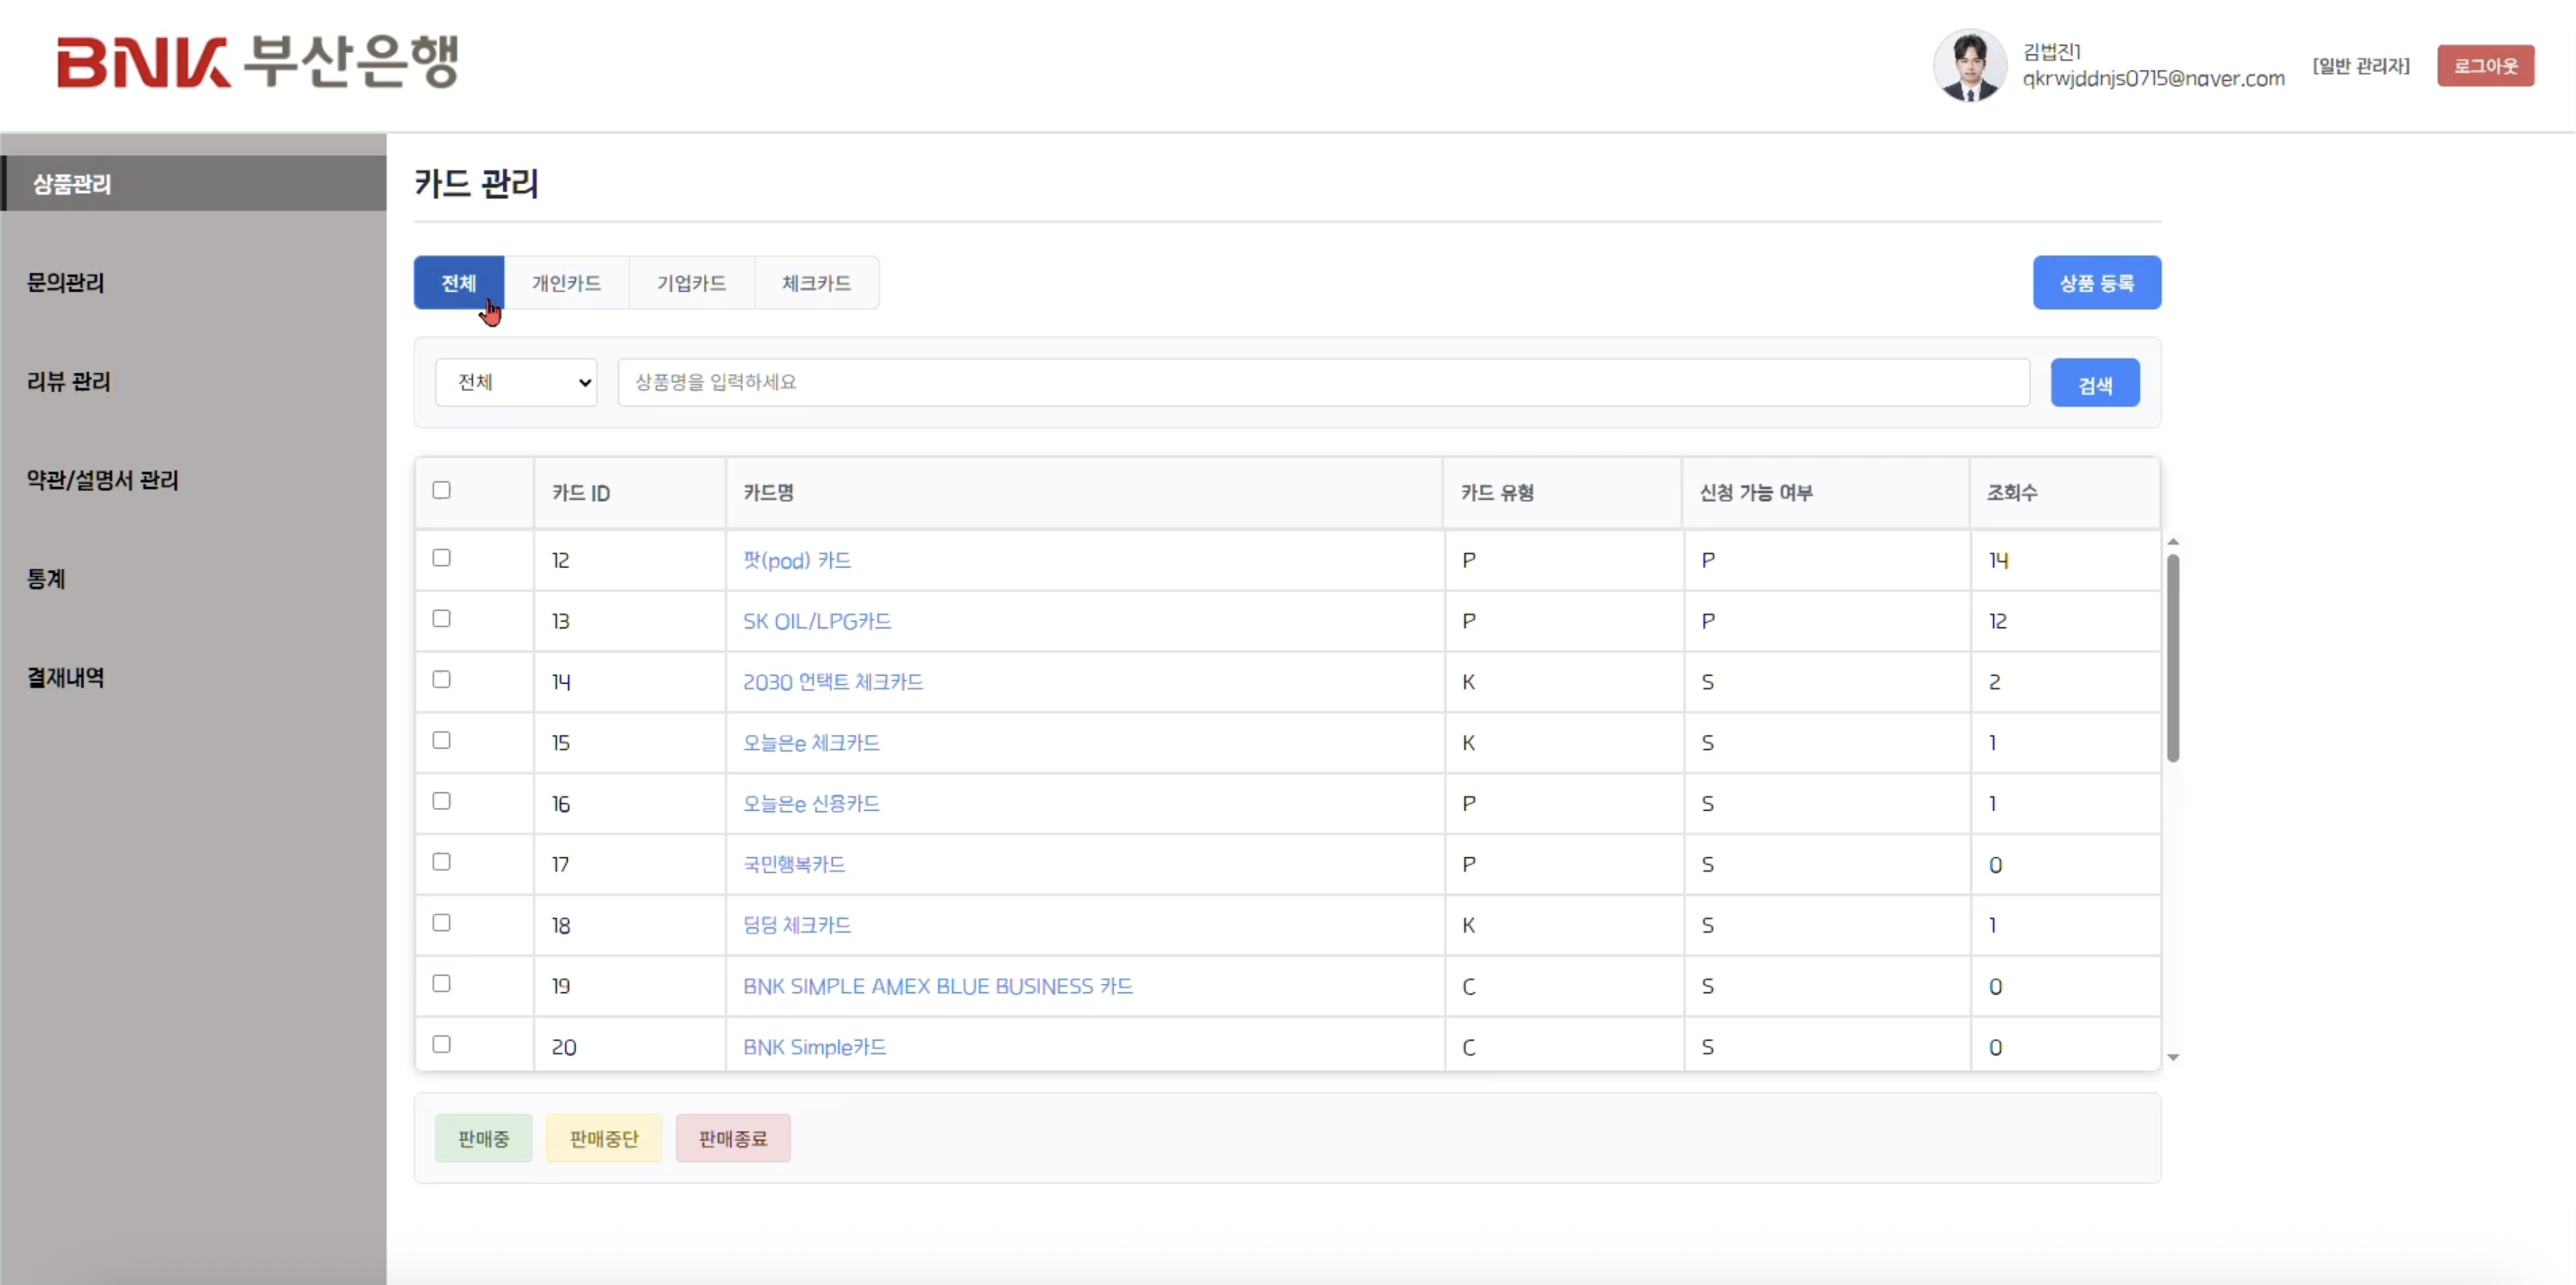 BNK 부산은행
김법진1
qkrwjddnjs0715@naver.com
[일반 관리자]
로그아웃
상품관리
문의관리
리뷰 관리
약관/설명서 관리
통계
결재내역
카드 관리
전체 개인카드 기업카드 체크카드
상품 등록
전체 상품명을 입력하세요 검색
카드 ID 카드명 카드 유형 신청 가능 여부 조회수
12 팟(pod) 카드 P P 14
13 SK OIL/LPG카드 P P 12
14 2030 언택트 체크카드 K S 2
15 오늘은e 체크카드 K S 1
16 오늘은e 신용카드 P S 1
17 국민행복카드 P S 0
18 딩딩 체크카드 K S 1
19 BNK SIMPLE AMEX BLUE BUSINESS 카드 C S 0
20 BNK Simple카드 C S 0
판매중 판매중단 판매종료